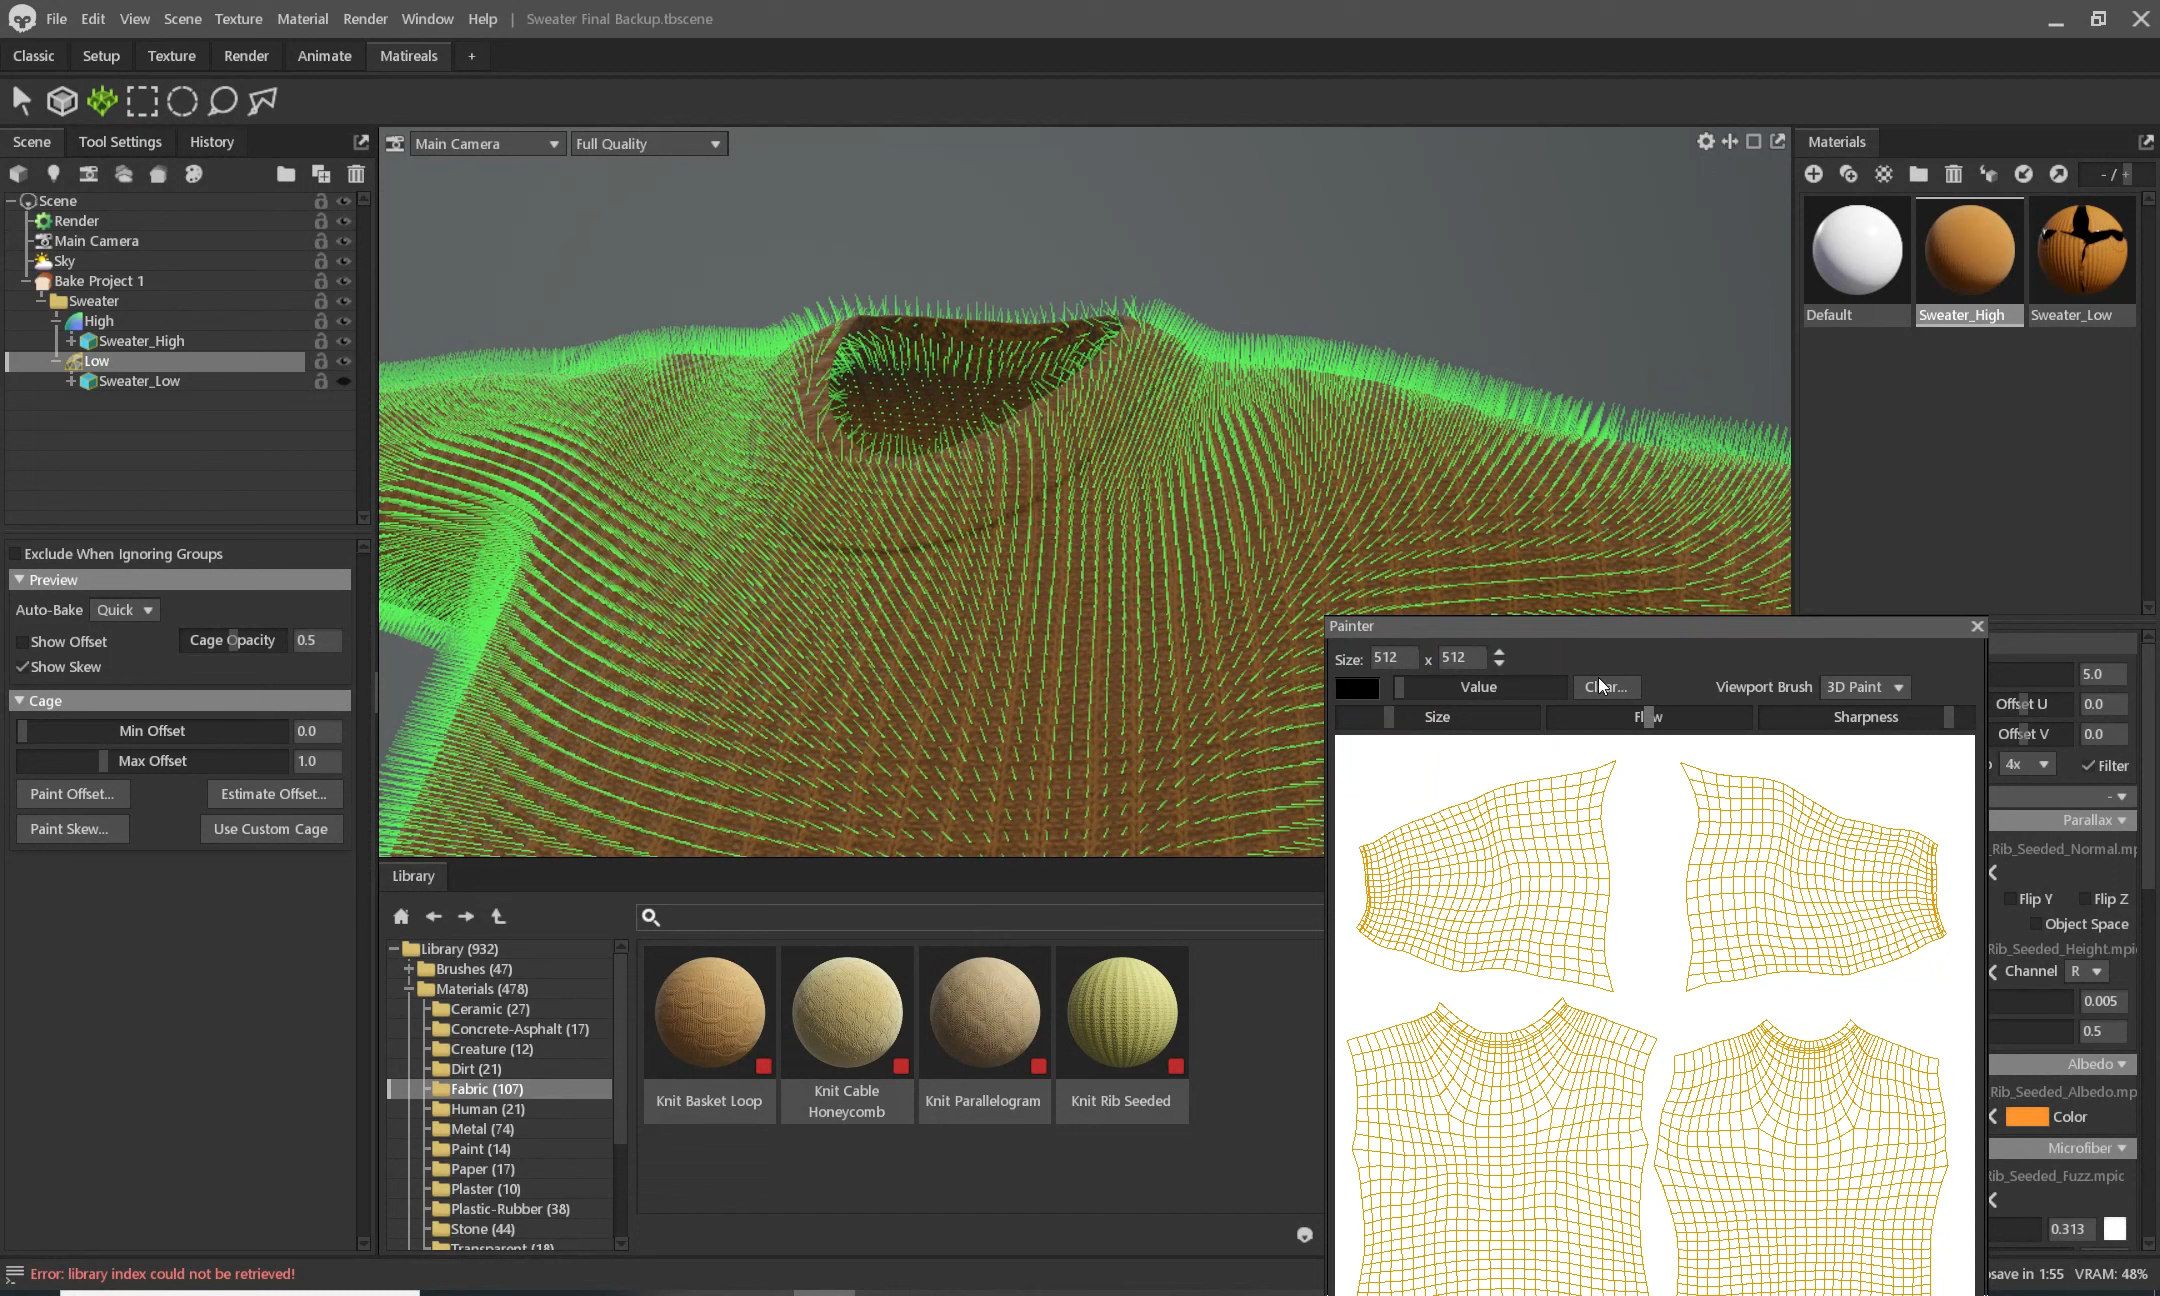 File Edit View Scene Texture Material Render Window Help | Sweater Final Backup.tbscene
Classic Setup Texture Render Animate Matireals +
Scene Tool Settings History
Main Camera Full Quality
Materials
- / +
Scene
Render
Main Camera
Sky
Bake Project 1
Sweater
High
Sweater_High
Low
Sweater_Low
Default Sweater_High Sweater_Low
Exclude When Ignoring Groups
Preview
Auto-Bake Quick
Show Offset Cage Opacity 0.5
Show Skew
Cage
Min Offset 0.0
Max Offset 1.0
Paint Offset... Estimate Offset...
Paint Skew... Use Custom Cage
Painter
Size: 512 x 512
Value Viewport Brush 3D Paint
Size Flow Sharpness
5.0
Offset U 0.0
Offset V 0.0
4x Filter
-
Parallax
_Rib_Seeded_Normal.mp
Flip Y Flip Z
Object Space
Rib_Seeded_Height.mpi
Channel R
0.005
0.5
Albedo
Rib_Seeded_Albedo.mp
Color
Microfiber
Rib_Seeded_Fuzz.mpic
0.313
Library
Library (932)
Brushes (47)
Materials (478)
Ceramic (27)
Concrete-Asphalt (17)
Creature (12)
Dirt (21)
Fabric (107)
Human (21)
Metal (74)
Paint (14)
Paper (17)
Plaster (10)
Plastic-Rubber (38)
Stone (44)
Transparent (18)
Knit Basket Loop
Knit Cable
Honeycomb
Knit Parallelogram
Knit Rib Seeded
Error: library index could not be retrieved!
save in 1:55 VRAM: 48%